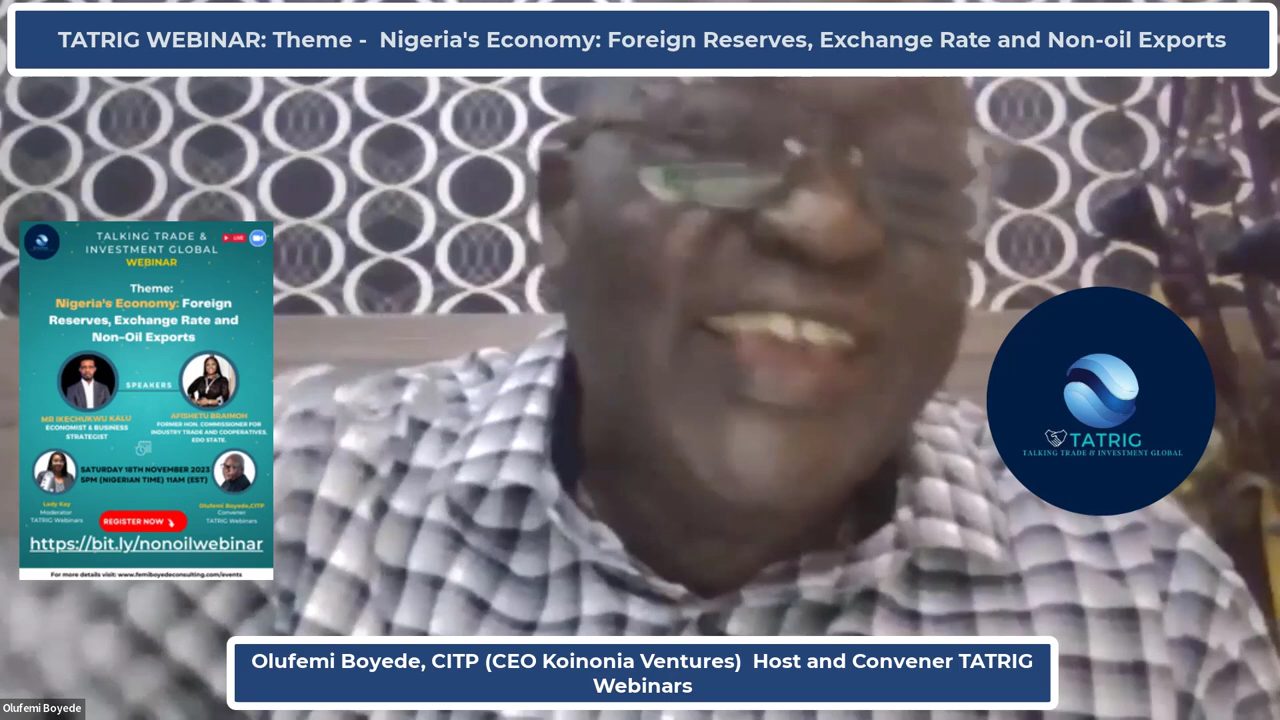 TATRIG WEBINAR: Theme - Nigeria's Economy: Foreign Reserves, Exchange Rate and Non-oil Exports
TALKING TRADE &
INVESTMENT GLOBAL
WEBINAR
LIVE
Theme:
Nigeria's Economy: Foreign
Reserves, Exchange Rate and
Non-Oil Exports
SPEAKERS
MR IKECHUKWU KALU
ECONOMIST & BUSINESS
STRATEGIST
AFISHETU BRAIMOH
FORMER HON. COMMISSIONER FOR
INDUSTRY TRADE AND COOPERATIVES,
EDO STATE.
SATURDAY 18TH NOVEMBER 2023
5PM (NIGERIAN TIME) 11AM (EST)
Lady Kay
Moderator
TATRIG Webinars
Olufemi Boyede,CITP
Convener
TATRIG Webinars
REGISTER NOW
https://bit.ly/nonoilwebinar
For more details visit: www.femiboyedeconsulting.com/events
TATRIG
TALKING TRADE & INVESTMENT GLOBAL
Olufemi Boyede, CITP (CEO Koinonia Ventures) Host and Convener TATRIG
Webinars
Olufemi Boyede